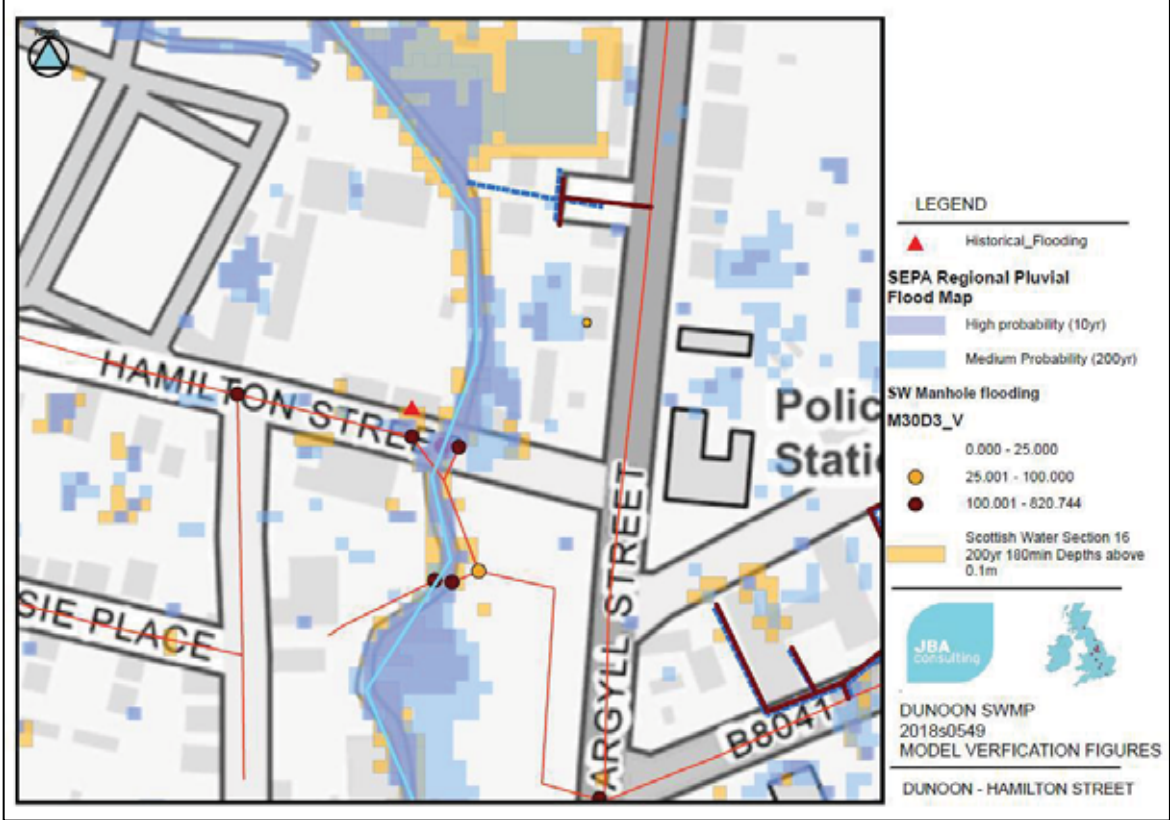 North
HAMILTON STREET
SIE PLACE
ARGYLL STREET
B8041
Polic
Statio
LEGEND
Historical_Flooding
SEPA Regional Pluvial
Flood Map
High probability (10yr)
Medium Probability (200yr)
SW Manhole flooding
M30D3_V
0.000 - 25.000
25.001 - 100.000
100.001 - 820.744
Scottish Water Section 16
200yr 180min Depths above
0.1m
JBA
consulting
DUNOON SWMP
2018s0549
MODEL VERFICATION FIGURES
DUNOON - HAMILTON STREET